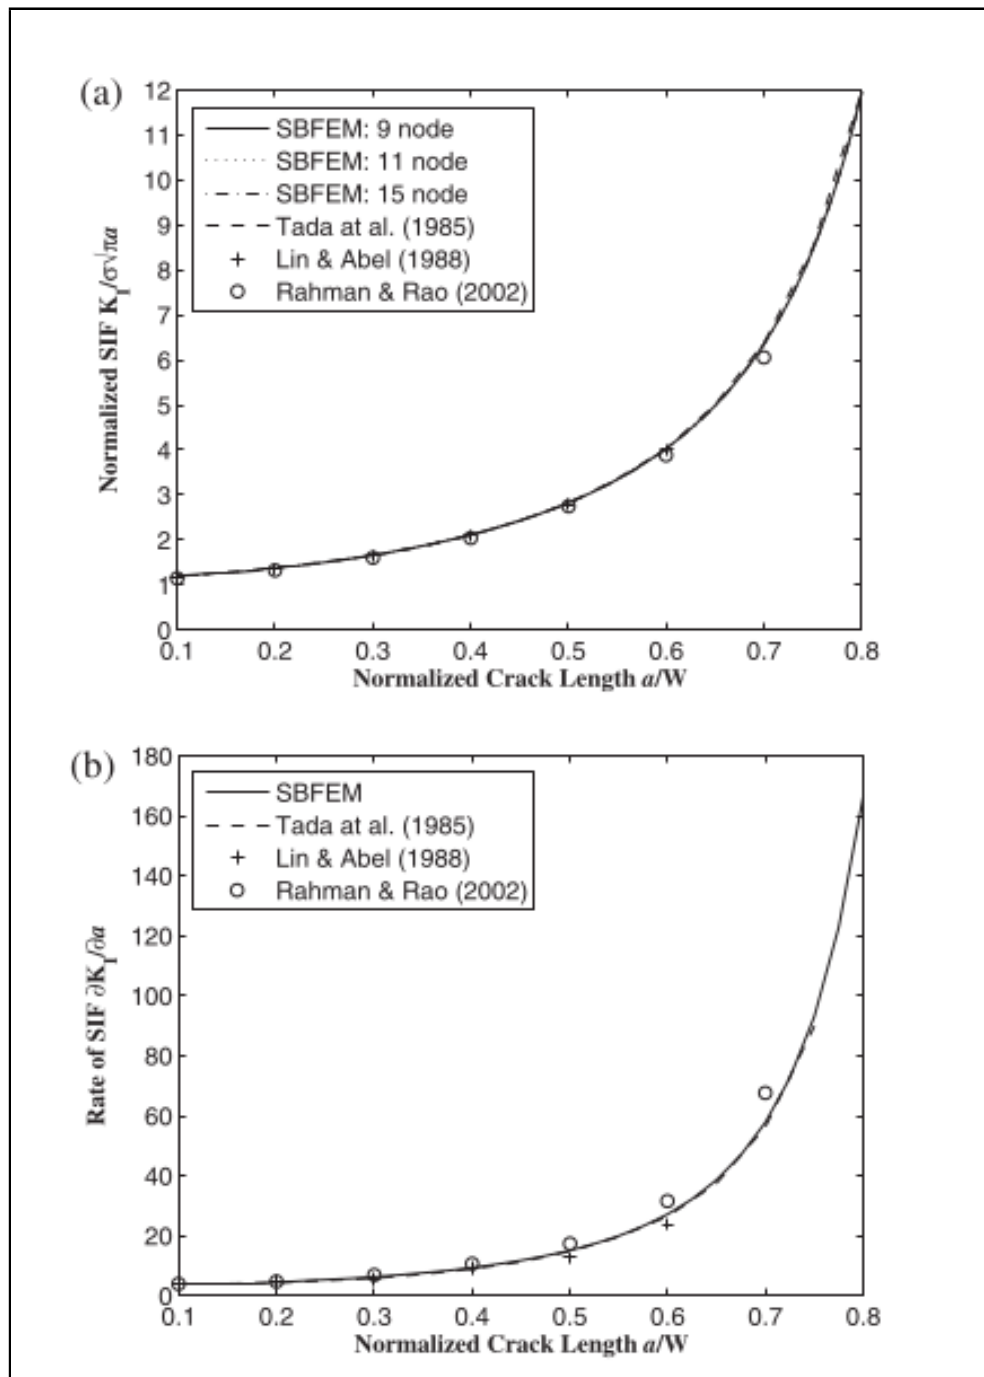 (a)
12
11
10
9
8
7
6
5
4
3
2
1
0
Normalized SIF K_I/σ√πa
SBFEM: 9 node
SBFEM: 11 node
SBFEM: 15 node
Tada at al. (1985)
Lin & Abel (1988)
Rahman & Rao (2002)
0.1 0.2 0.3 0.4 0.5 0.6 0.7 0.8
Normalized Crack Length a/W
(b)
180
160
140
120
100
80
60
40
20
0
Rate of SIF ∂K_I/∂a
SBFEM
Tada at al. (1985)
Lin & Abel (1988)
Rahman & Rao (2002)
0.1 0.2 0.3 0.4 0.5 0.6 0.7 0.8
Normalized Crack Length a/W